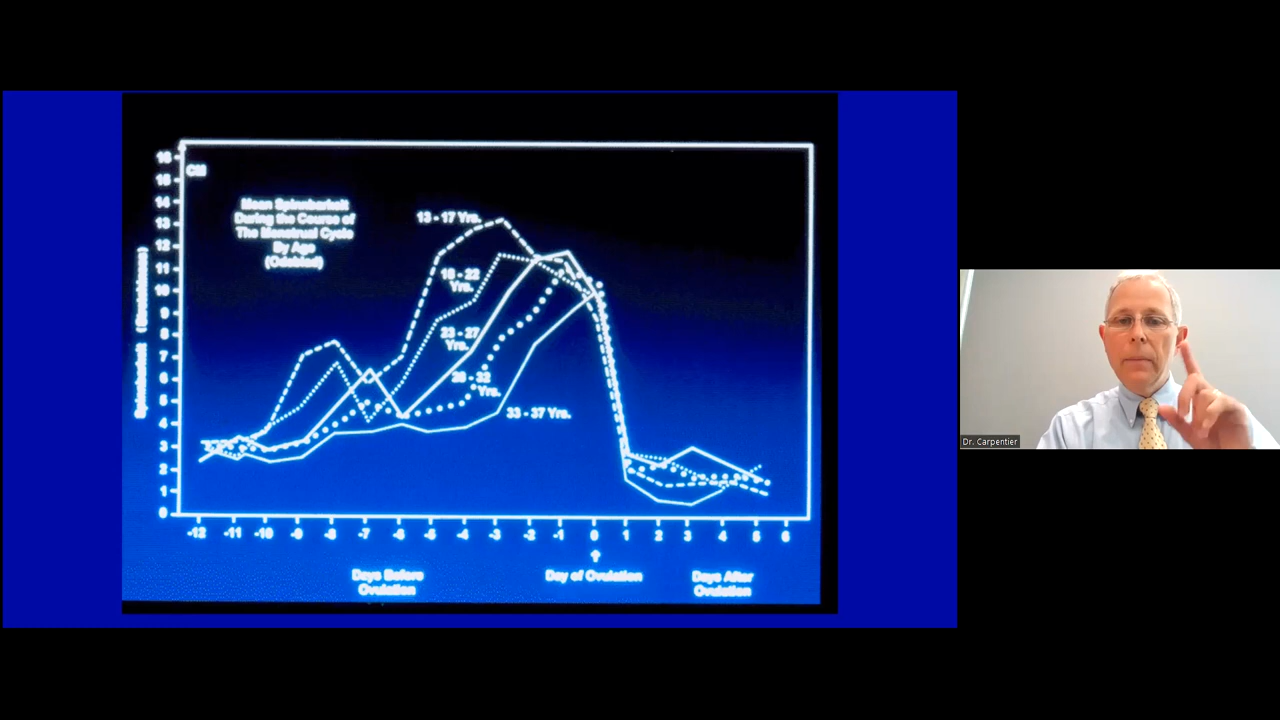 16
15
14
13
12
11
10
9
8
7
6
5
4
3
2
1
0
CM
Mean Spinnbarkeit
During the Course of
The Menstrual Cycle
By Age
(Odeblad)
13 - 17 Yrs.
18 - 22
Yrs.
23 - 27
Yrs.
28 - 32
Yrs.
33 - 37 Yrs.
Spinnbarkeit (Stretchiness)
-12 -11 -10 -9 -8 -7 -6 -5 -4 -3 -2 -1 0 1 2 3 4 5 6
Days Before
Ovulation
Day of Ovulation
Days After
Ovulation
Dr. Carpentier